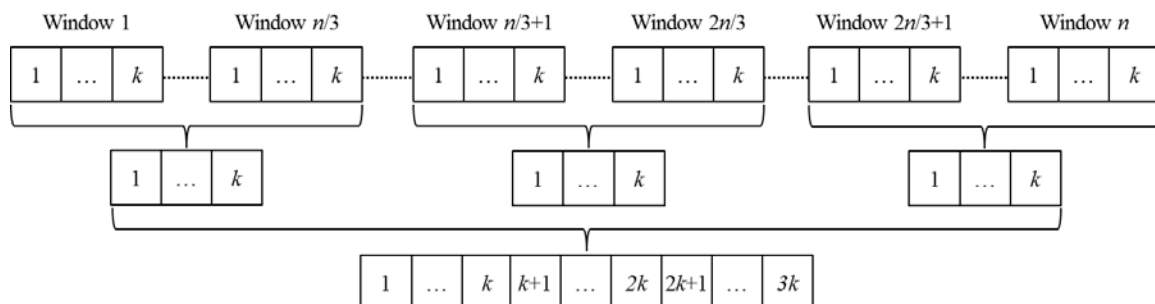 Window 1 Window n/3 Window n/3+1 Window 2n/3 Window 2n/3+1 Window n
1 ... k 1 ... k 1 ... k 1 ... k 1 ... k 1 ... k
1 ... k 1 ... k 1 ... k
1 ... k k+1 ... 2k 2k+1 ... 3k